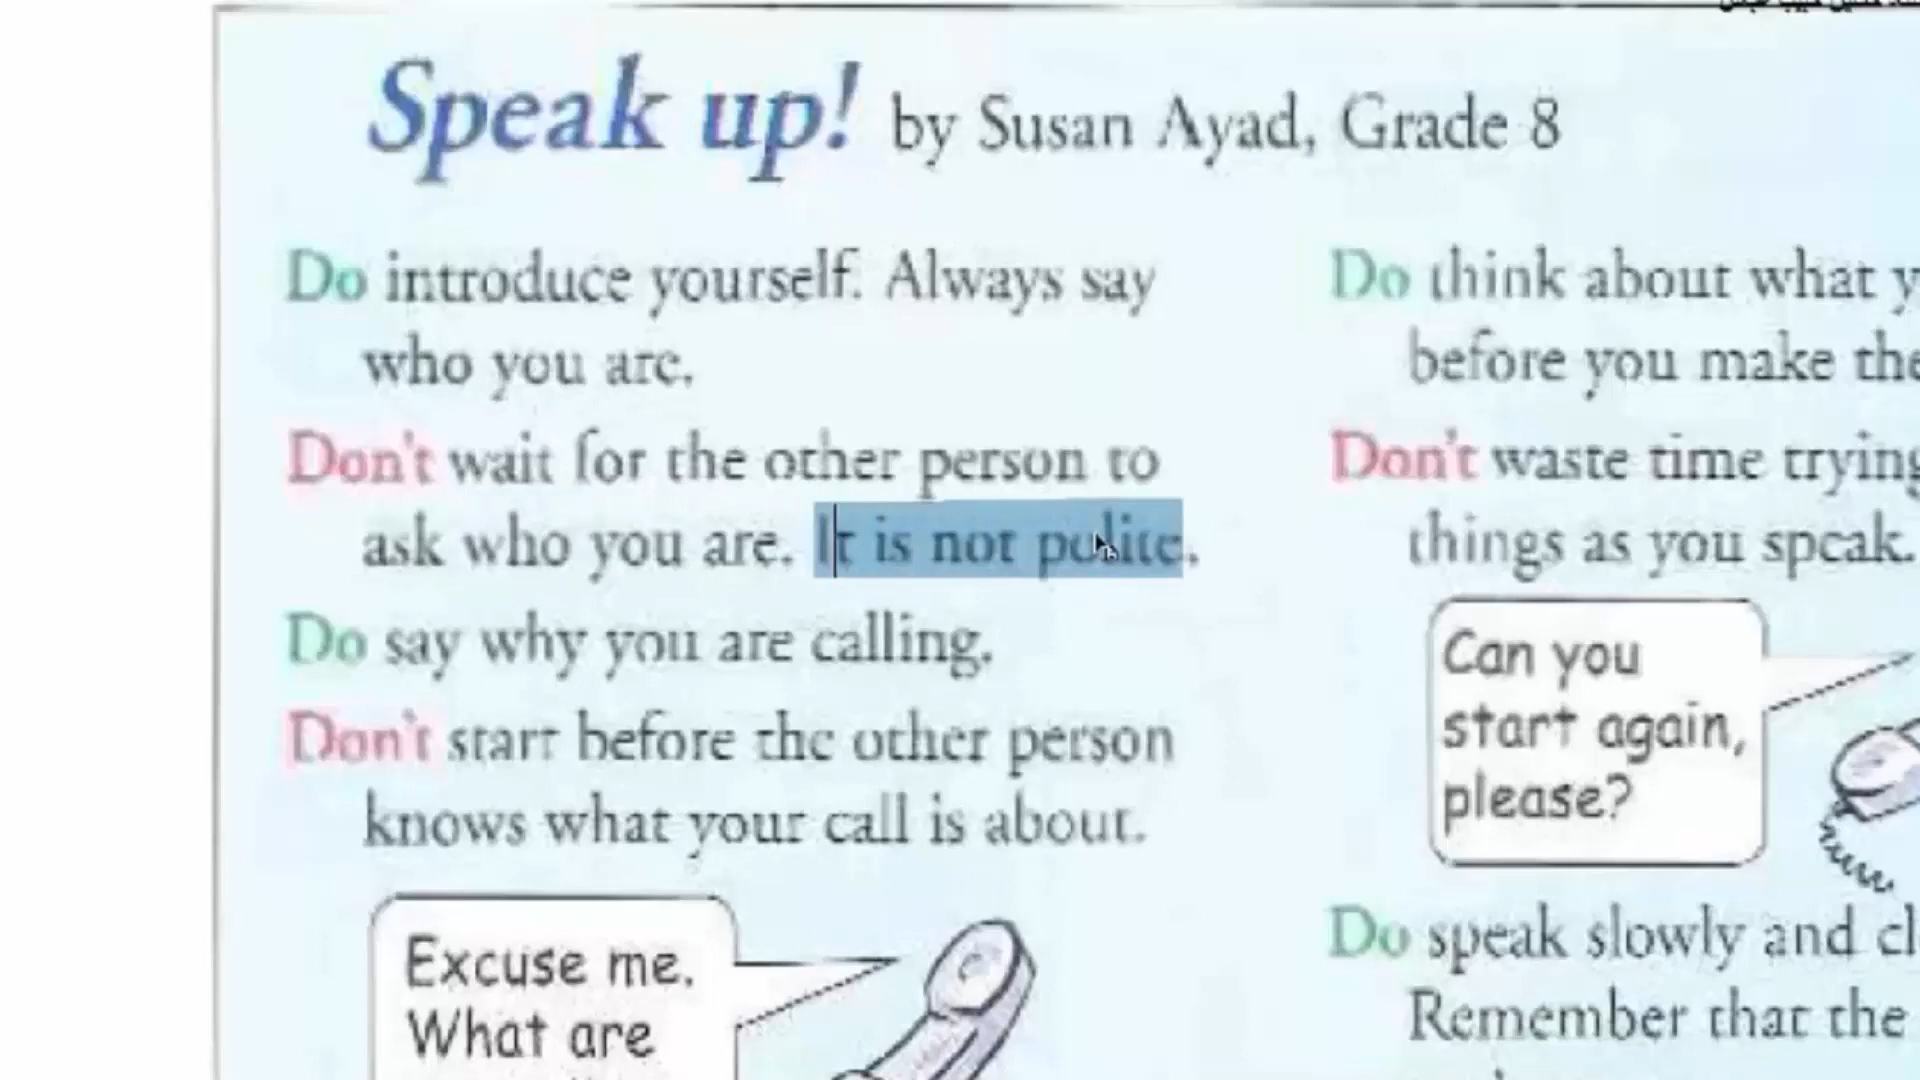 Speak up! by Susan Ayad, Grade 8
Do introduce yourself. Always say
who you are.
Don't wait for the other person to
ask who you are. It is not polite.
Do say why you are calling.
Don't start before the other person
knows what your call is about.
Excuse me.
What are
Do think about what
before you make the
Don't waste time trying
things as you speak.
Can you
start again,
please?
Do speak slowly and
Remember that the